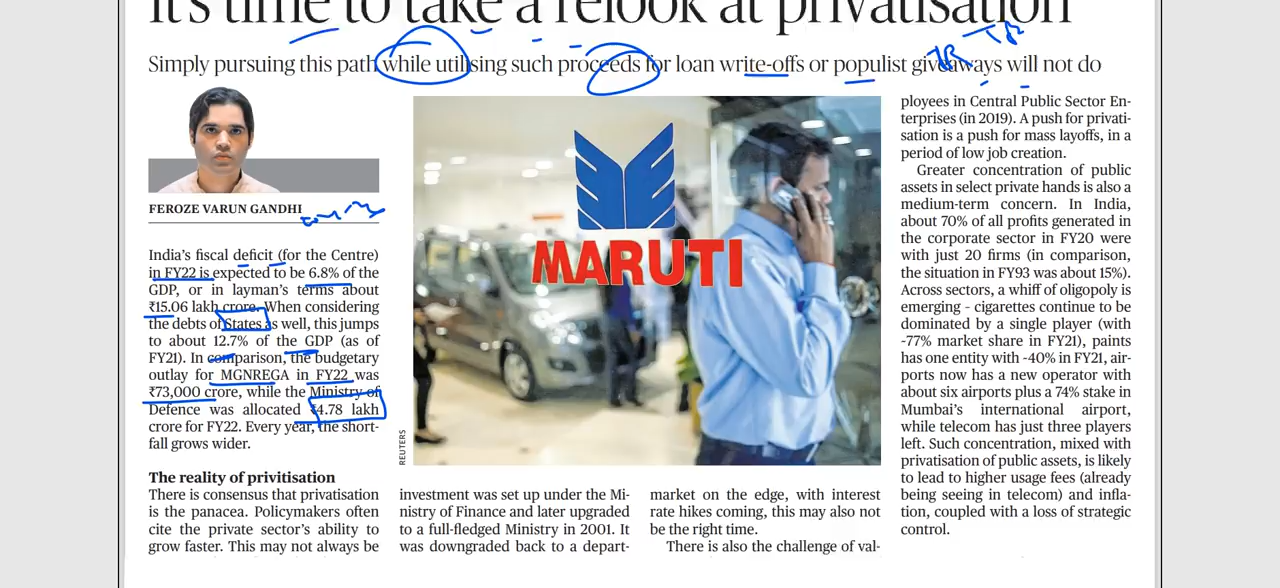 It's time to take a relook at privatisation
Simply pursuing this path while utilising such proceeds for loan write-offs or populist giveaways will not do
FEROZE VARUN GANDHI
India's fiscal deficit (for the Centre)
in FY22 is expected to be 6.8% of the
GDP, or in layman's terms about
₹15.06 lakh crore. When considering
the debts of States as well, this jumps
to about 12.7% of the GDP (as of
FY21). In comparison, the budgetary
outlay for MGNREGA in FY22 was
₹73,000 crore, while the Ministry of
Defence was allocated ₹4.78 lakh
crore for FY22. Every year, the short-
fall grows wider.
The reality of privitisation
There is consensus that privatisation
is the panacea. Policymakers often
cite the private sector's ability to
grow faster. This may not always be
MARUTI
REUTERS
investment was set up under the Mi-
nistry of Finance and later upgraded
to a full-fledged Ministry in 2001. It
was downgraded back to a depart-
market on the edge, with interest
rate hikes coming, this may also not
be the right time.
There is also the challenge of val-
ployees in Central Public Sector En-
terprises (in 2019). A push for privati-
sation is a push for mass layoffs, in a
period of low job creation.
Greater concentration of public
assets in select private hands is also a
medium-term concern. In India,
about 70% of all profits generated in
the corporate sector in FY20 were
with just 20 firms (in comparison,
the situation in FY93 was about 15%).
Across sectors, a whiff of oligopoly is
emerging - cigarettes continue to be
dominated by a single player (with
-77% market share in FY21), paints
has one entity with -40% in FY21, air-
ports now has a new operator with
about six airports plus a 74% stake in
Mumbai's international airport,
while telecom has just three players
left. Such concentration, mixed with
privatisation of public assets, is likely
to lead to higher usage fees (already
being seeing in telecom) and infla-
tion, coupled with a loss of strategic
control.